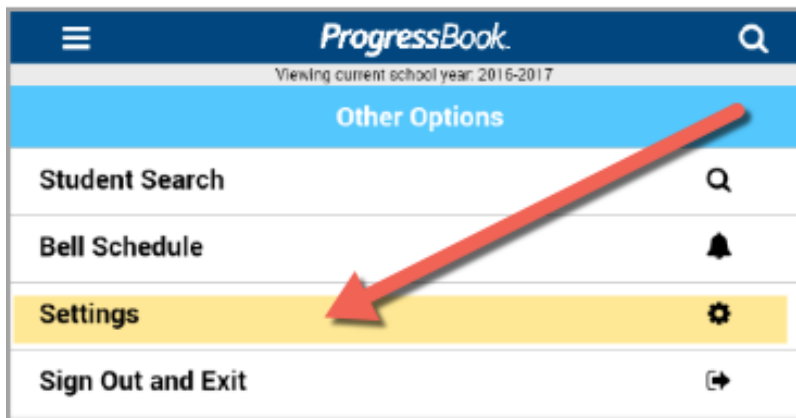 ProgressBook.
Viewing current school year: 2016-2017
Other Options
Student Search
Bell Schedule
Settings
Sign Out and Exit